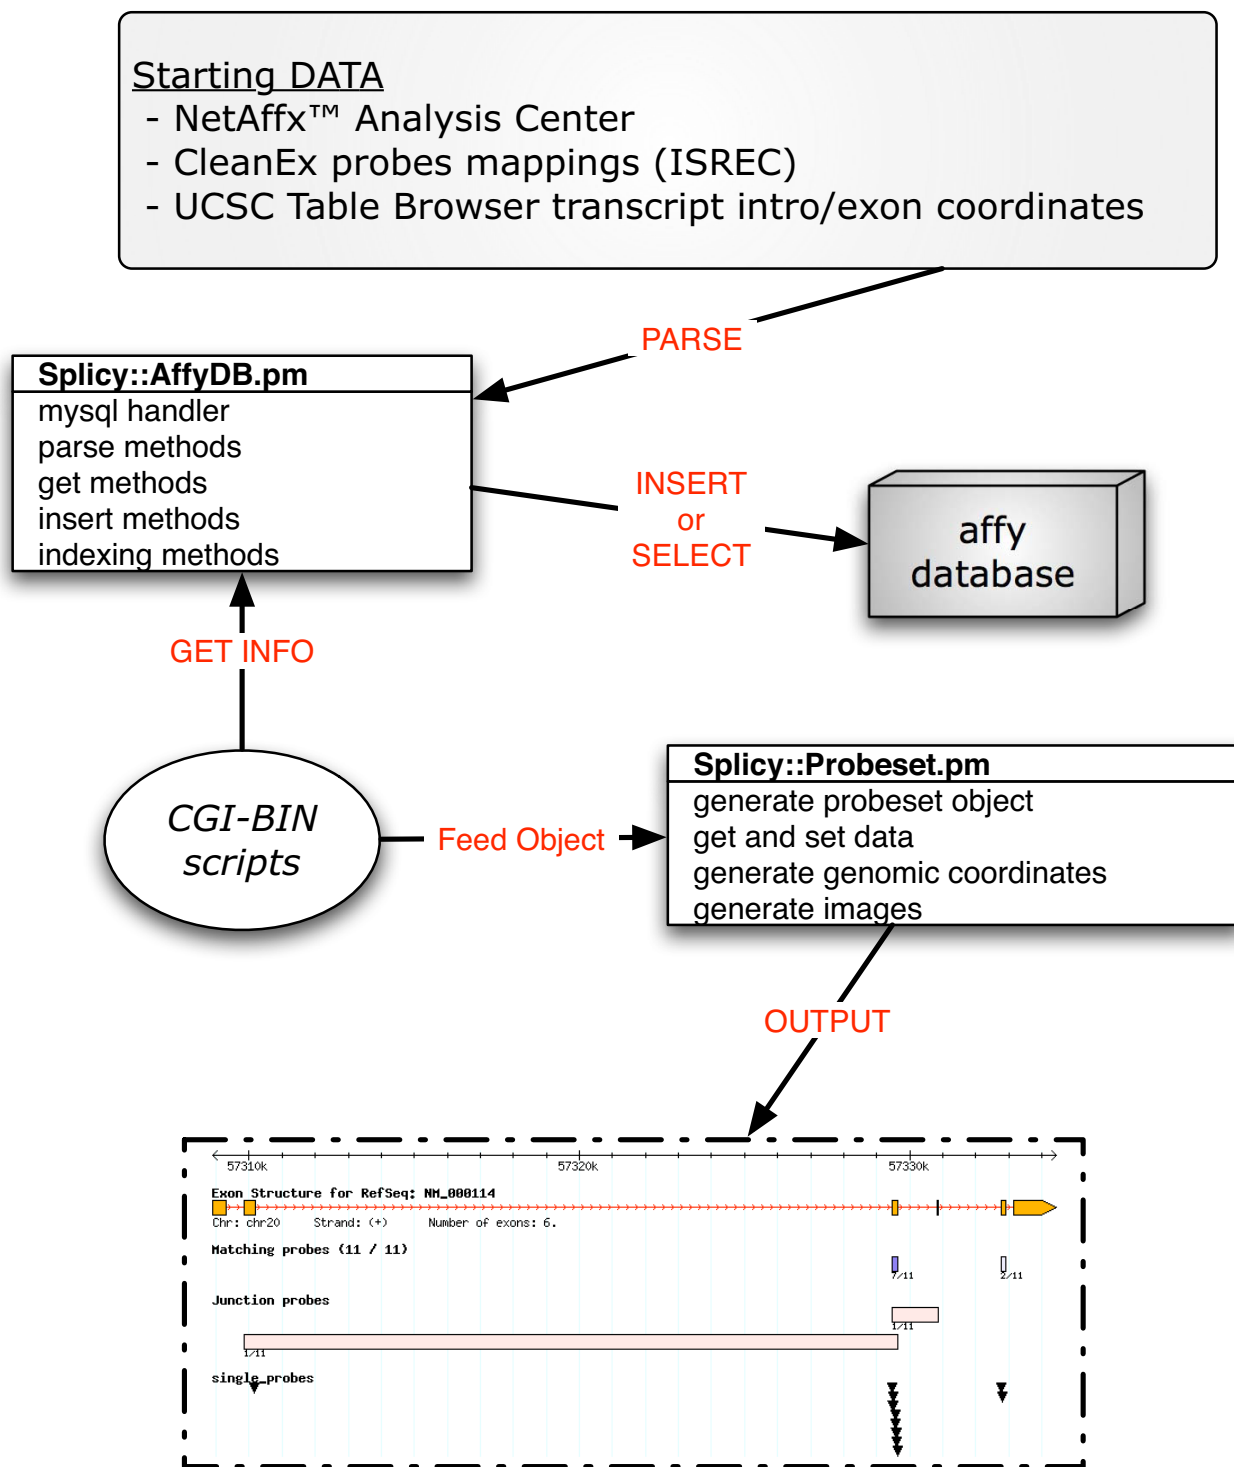 Starting DATA
- NetAffx™ Analysis Center
- CleanEx probes mappings (ISREC)
- UCSC Table Browser transcript intro/exon coordinates
PARSE
Splicy::AffyDB.pm
mysql handler
parse methods
get methods
insert methods
indexing methods
INSERT
or
SELECT
affy
database
GET INFO
CGI-BIN
scripts
Feed Object
Splicy::Probeset.pm
generate probeset object
get and set data
generate genomic coordinates
generate images
OUTPUT
57310k 57320k 57330k
Exon Structure for RefSeq: NM_000114
Chr: chr20 Strand: (+) Number of exons: 6.
Matching probes (11 / 11)
7/11 2/11
Junction probes
1/11
1/11
single_probes